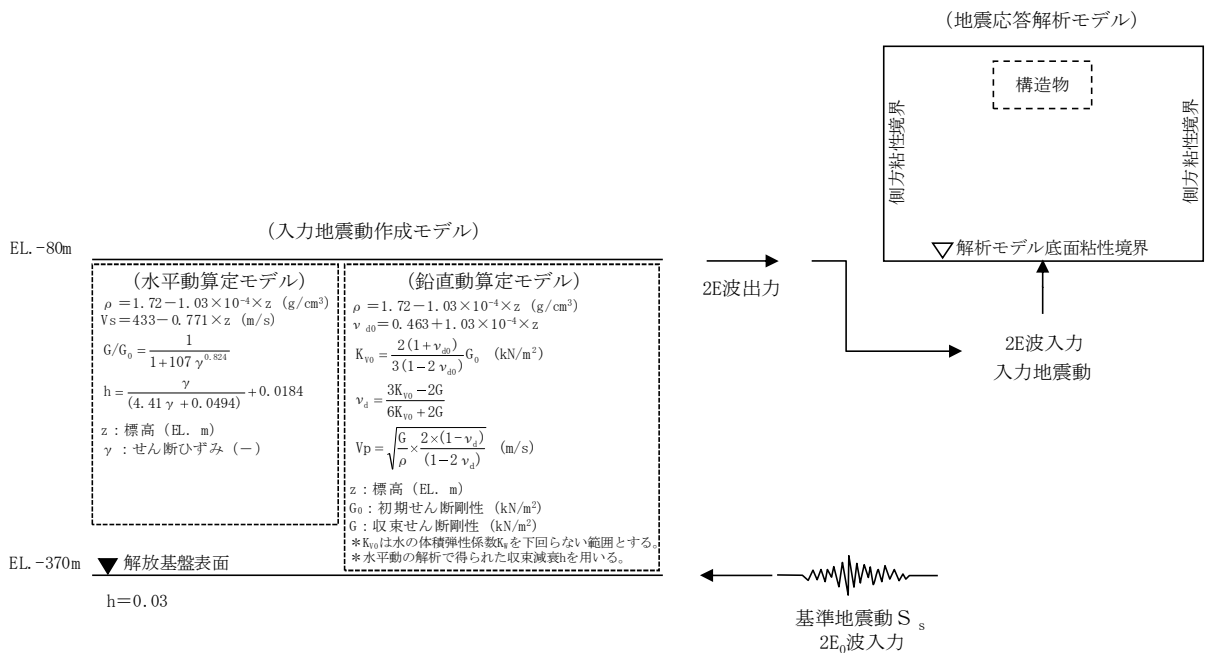 (地震応答解析モデル)
構造物
側方粘性境界
側方粘性境界
▽解析モデル底面粘性境界
(入力地震動作成モデル)
EL.-80m
(水平動算定モデル)
ρ=1.72-1.03×10⁻⁴×z (g/cm³)
Vs=433-0.771×z (m/s)
G/G₀=1/(1+107γ^0.824)
h=γ/(4.41γ+0.0494)+0.0184
z:標高(EL. m)
γ:せん断ひずみ(-)
(鉛直動算定モデル)
ρ=1.72-1.03×10⁻⁴×z (g/cm³)
ν_d0=0.463+1.03×10⁻⁴×z
K_V0=2(1+ν_d0)/3(1-2ν_d0) G₀ (kN/m²)
ν_d=(3K_V0-2G)/(6K_V0+2G)
Vp=√(G/ρ×2×(1-ν_d)/(1-2ν_d)) (m/s)
z:標高(EL. m)
G₀:初期せん断剛性 (kN/m²)
G:収束せん断剛性 (kN/m²)
*K_V0は水の体積弾性係数K_Wを下回らない範囲とする。
*水平動の解析で得られた収束減衰hを用いる。
2E波出力
2E波入力
入力地震動
EL.-370m
▼解放基盤表面
h=0.03
基準地震動Ss
2E₀波入力